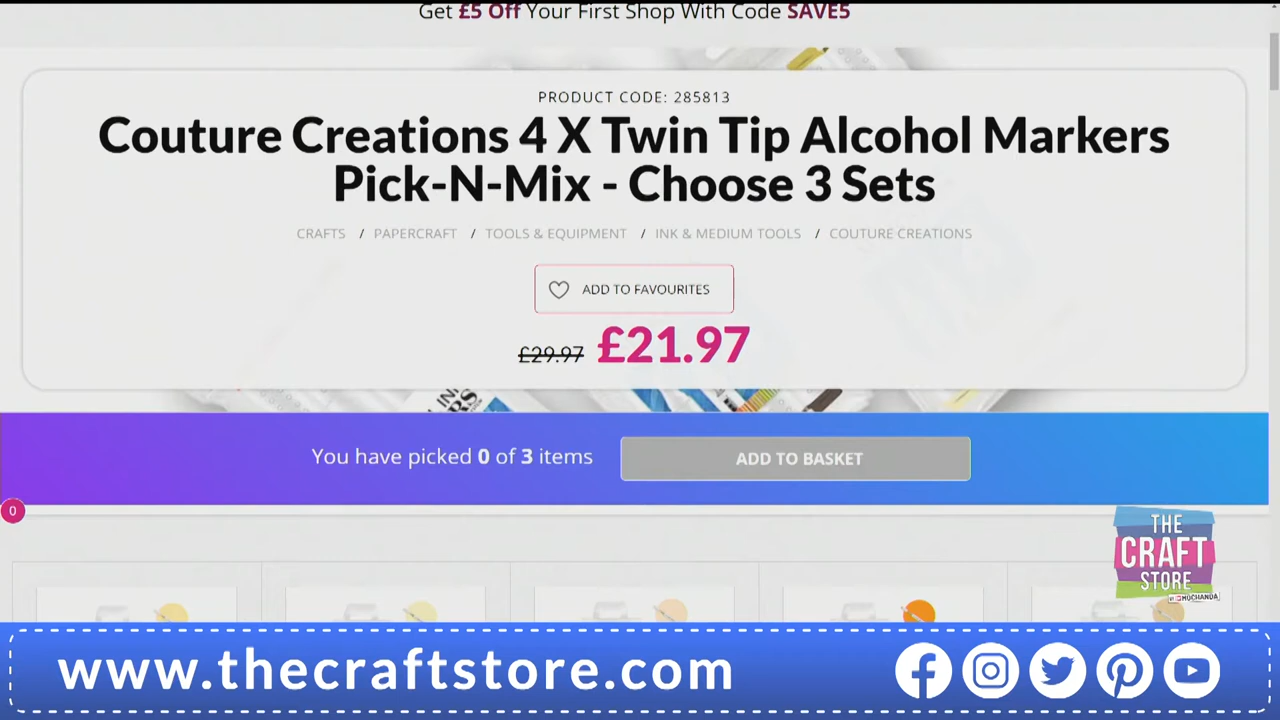 Get £5 Off Your First Shop With Code SAVE5
PRODUCT CODE: 285813
Couture Creations 4 X Twin Tip Alcohol Markers
Pick-N-Mix - Choose 3 Sets
CRAFTS / PAPERCRAFT / TOOLS & EQUIPMENT / INK & MEDIUM TOOLS / COUTURE CREATIONS
ADD TO FAVOURITES
£29.97 £21.97
You have picked 0 of 3 items
ADD TO BASKET
0
THE
CRAFT
STORE
HOCHANDA
www.thecraftstore.com